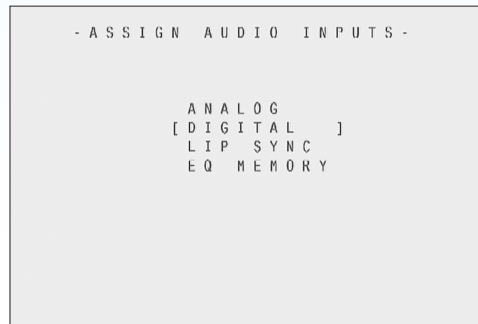 -ASSIGN AUDIO INPUTS-
ANALOG
[DIGITAL ]
LIP SYNC
EQ MEMORY